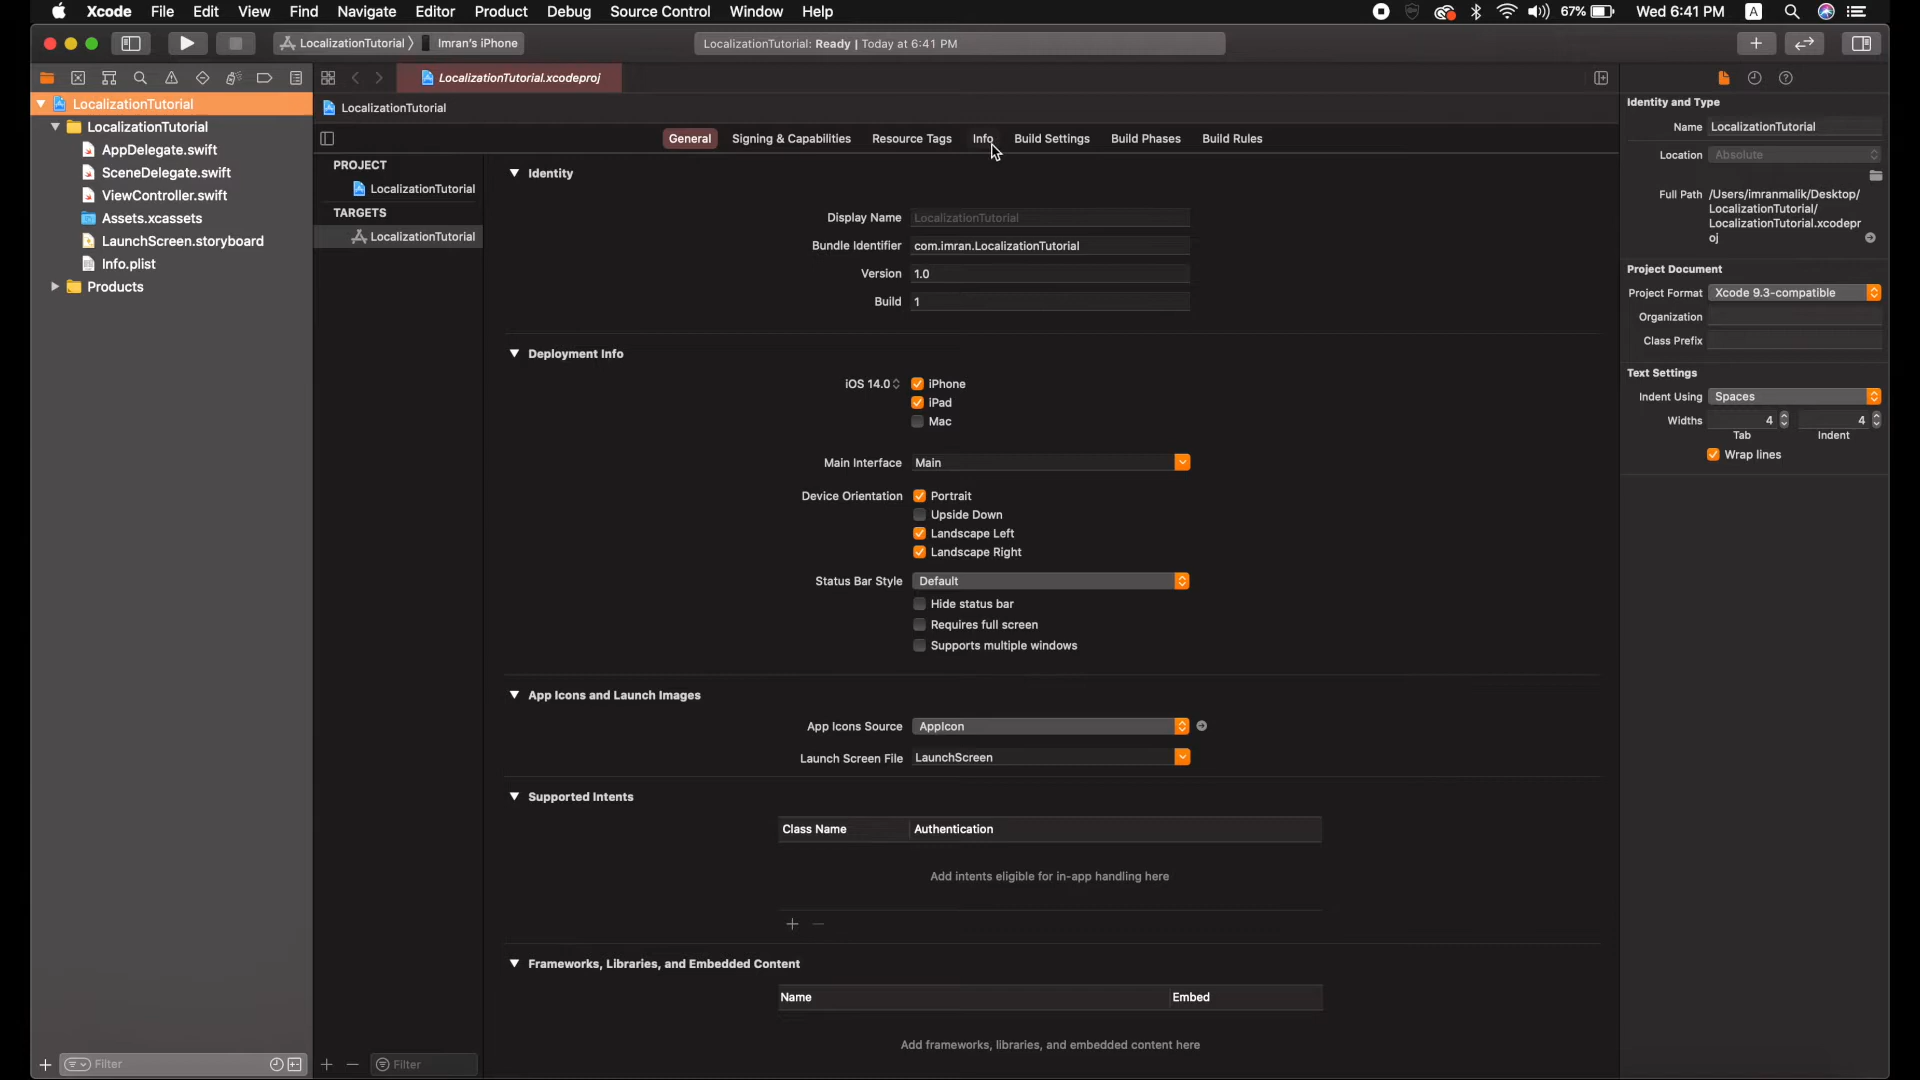 Xcode File Edit View Find Navigate Editor Product Debug Source Control Window Help 67% Wed 6:41 PM A
LocalizationTutorial Imran's iPhone LocalizationTutorial: Ready | Today at 6:41 PM
LocalizationTutorial.xcodeproj
LocalizationTutorial
LocalizationTutorial
AppDelegate.swift
SceneDelegate.swift
ViewController.swift
Assets.xcassets
LaunchScreen.storyboard
Info.plist
Products
Filter
LocalizationTutorial
General Signing & Capabilities Resource Tags Info Build Settings Build Phases Build Rules
PROJECT
LocalizationTutorial
TARGETS
LocalizationTutorial
Filter
Identity
Display Name LocalizationTutorial
Bundle Identifier com.imran.LocalizationTutorial
Version 1.0
Build 1
Deployment Info
iOS 14.0 iPhone
iPad
Mac
Main Interface Main
Device Orientation Portrait
Upside Down
Landscape Left
Landscape Right
Status Bar Style Default
Hide status bar
Requires full screen
Supports multiple windows
App Icons and Launch Images
App Icons Source AppIcon
Launch Screen File LaunchScreen
Supported Intents
Class Name Authentication
Add intents eligible for in-app handling here
Frameworks, Libraries, and Embedded Content
Name Embed
Add frameworks, libraries, and embedded content here
Identity and Type
Name LocalizationTutorial
Location Absolute
Full Path /Users/imranmalik/Desktop/
LocalizationTutorial/
LocalizationTutorial.xcodepr
oj
Project Document
Project Format Xcode 9.3-compatible
Organization
Class Prefix
Text Settings
Indent Using Spaces
Widths 4 4
Tab Indent
Wrap lines